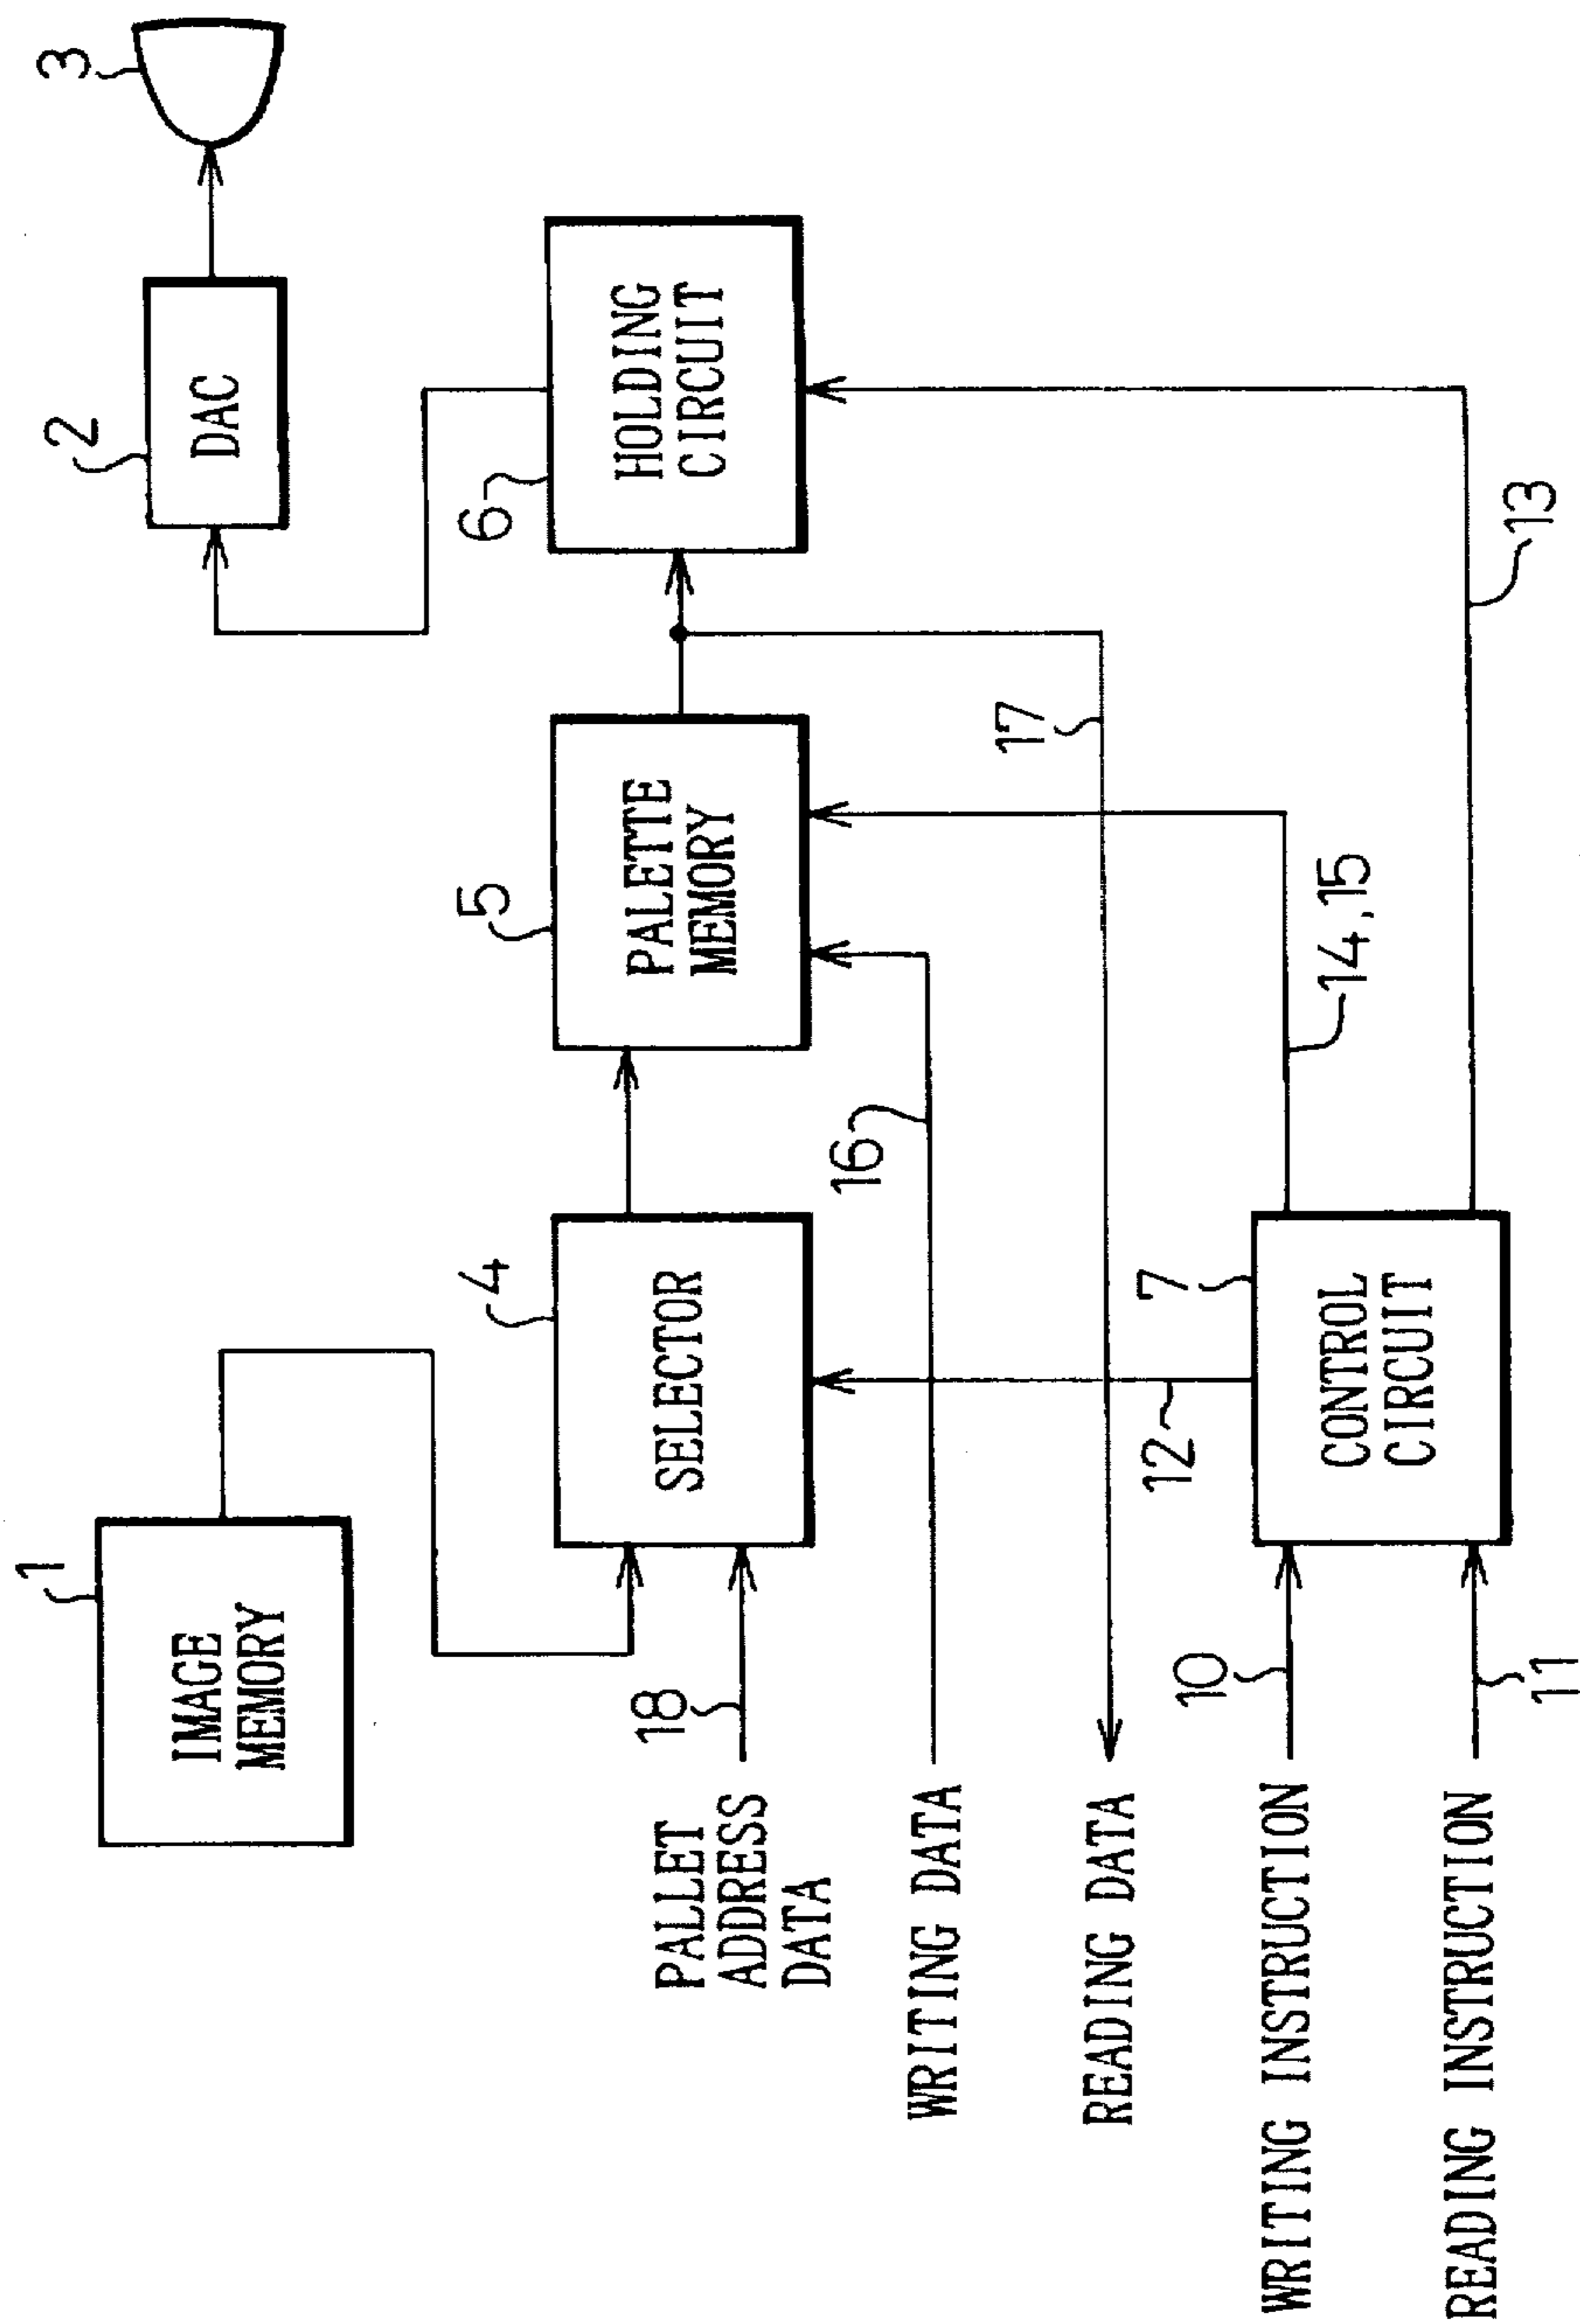 1
IMAGE
MEMORY
2
DAC
3
18
PALLET
ADDRESS
DATA
4
SELECTOR
5
PALETTE
MEMORY
6
HOLDING
CIRCUIT
16
WRITING DATA
17
READING DATA
12
10
WRITING INSTRUCTION
7
CONTROL
CIRCUIT
14,15
11
READING INSTRUCTION
13